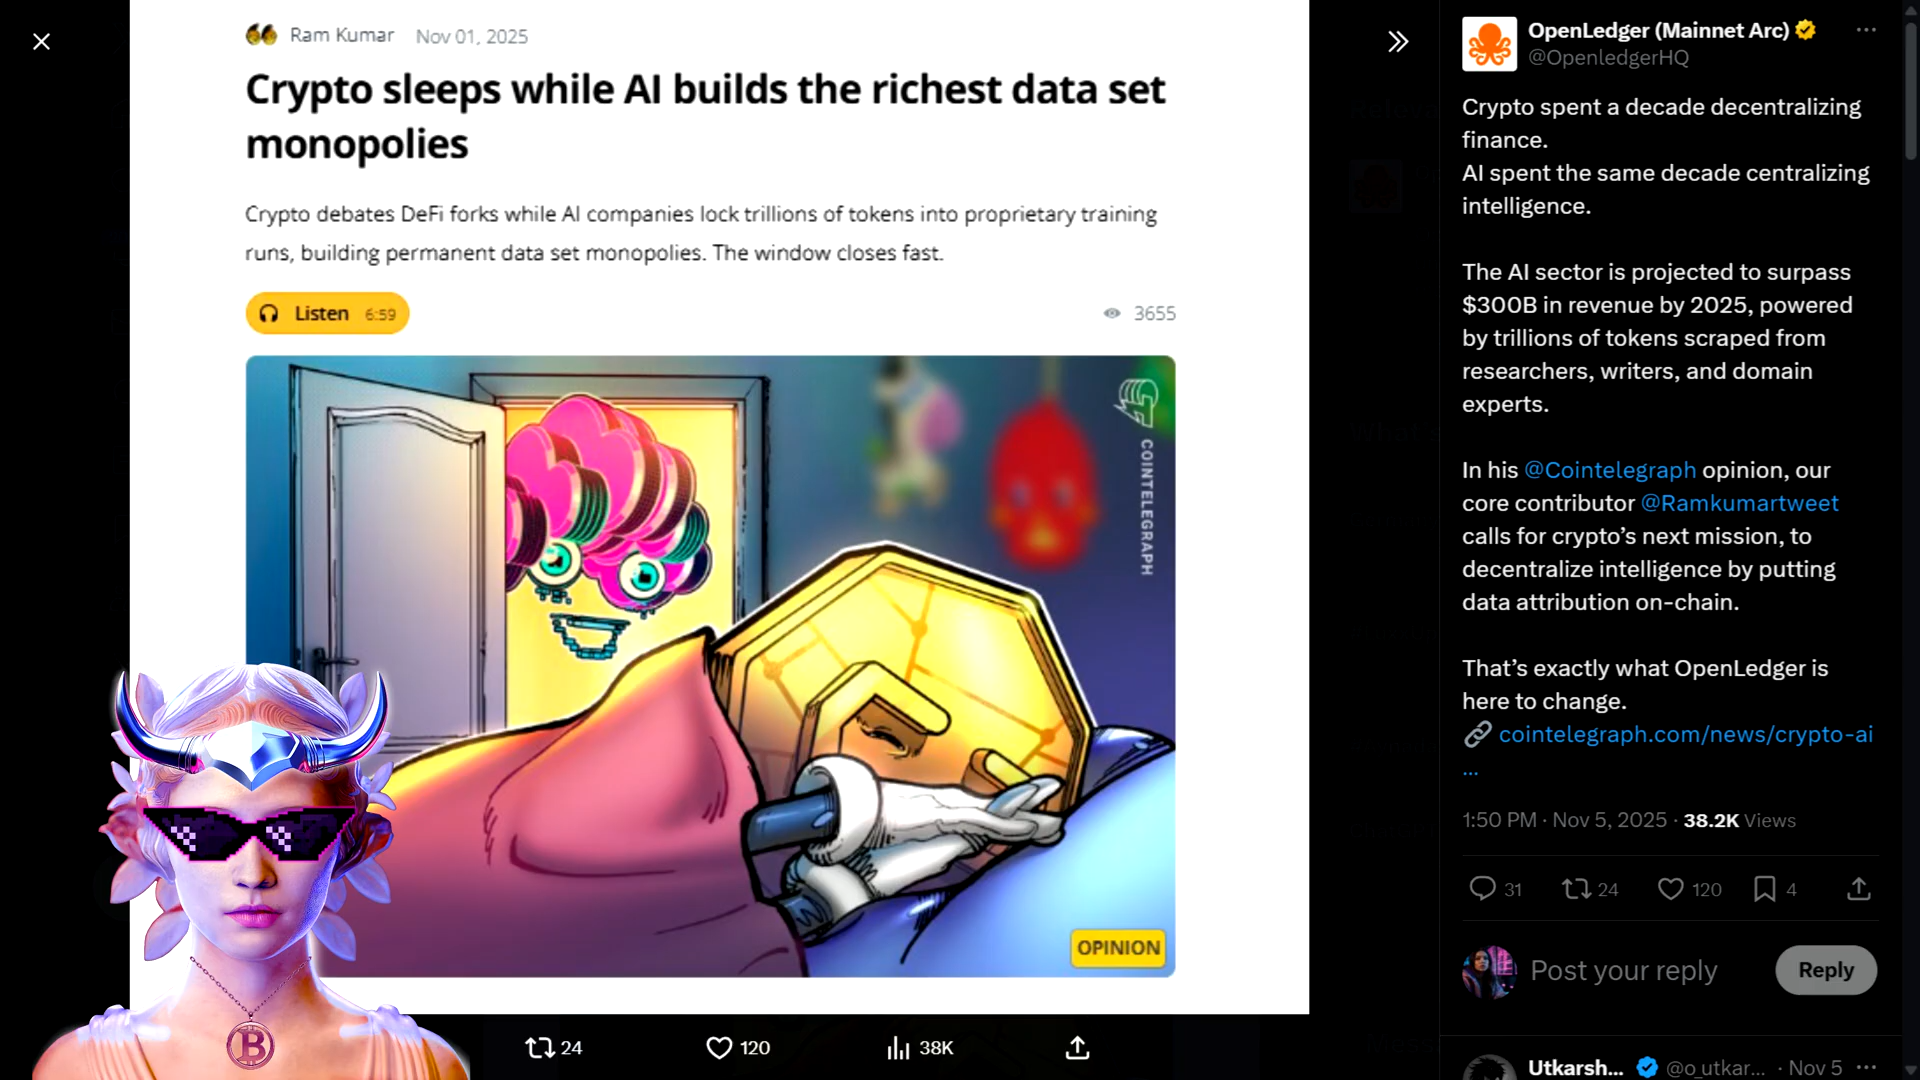 Ram Kumar Nov 01, 2025
Crypto sleeps while AI builds the richest data set
monopolies
Crypto debates DeFi forks while AI companies lock trillions of tokens into proprietary training
runs, building permanent data set monopolies. The window closes fast.
Listen 6:59
3655
COINTELEGRAPH
OPINION
B
24
120
38K
OpenLedger (Mainnet Arc)
@OpenledgerHQ
Crypto spent a decade decentralizing
finance.
AI spent the same decade centralizing
intelligence.
The AI sector is projected to surpass
$300B in revenue by 2025, powered
by trillions of tokens scraped from
researchers, writers, and domain
experts.
In his @Cointelegraph opinion, our
core contributor @Ramkumartweet
calls for crypto’s next mission, to
decentralize intelligence by putting
data attribution on-chain.
That’s exactly what OpenLedger is
here to change.
cointelegraph.com/news/crypto-ai
…
1:50 PM · Nov 5, 2025 · 38.2K Views
31
24
120
4
Post your reply
Reply
Utkarsh... @o_utkar... · Nov 5